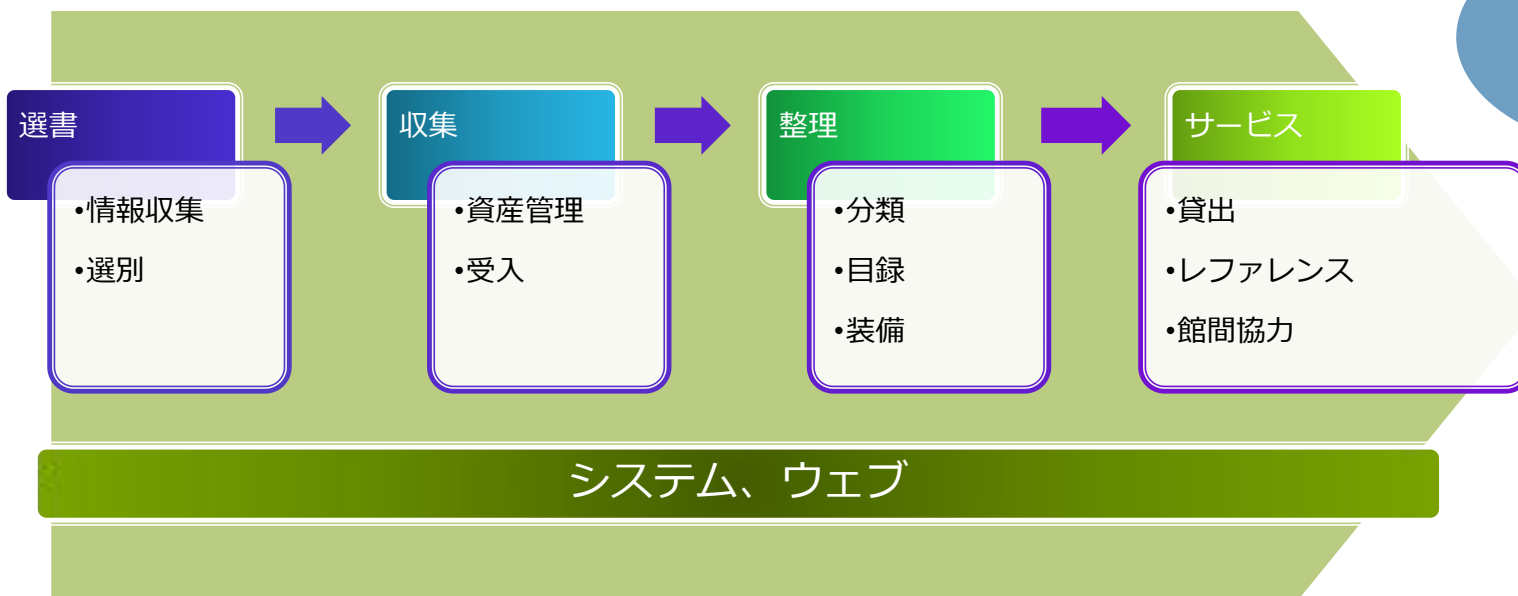 選書
•情報収集
•選別
収集
•資産管理
•受入
整理
•分類
•目録
•装備
サービス
•貸出
•レファレンス
•館間協力
システム、ウェブ